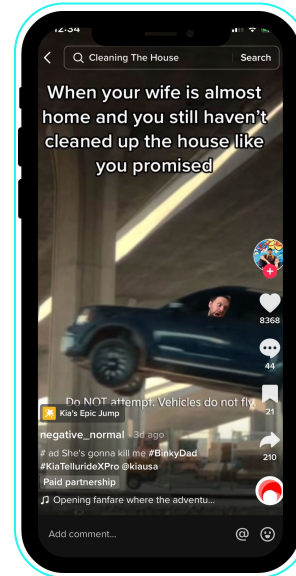 12:34
Cleaning The House
Search
When your wife is almost
home and you still haven't
cleaned up the house like
you promised
8368
44
Do NOT attempt. Vehicles do not fly.
21
Kia's Epic Jump
negative_normal · 3d ago
# ad She's gonna kill me #BinkyDad
#KiaTellurideXPro @kiausa
210
Paid partnership
Opening fanfare where the adventu...
Add comment...
@